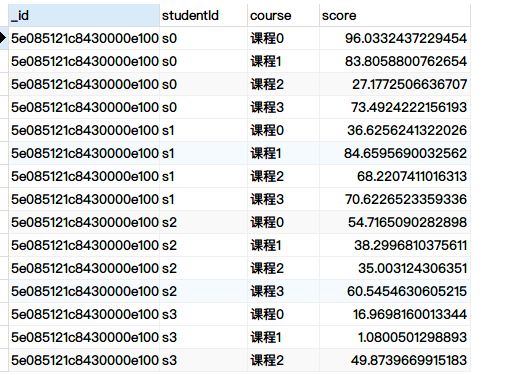 _id studentId course score
5e085121c8430000e100 s0 课程0 96.0332437229454
5e085121c8430000e100 s0 课程1 83.8058800762654
5e085121c8430000e100 s0 课程2 27.1772506636707
5e085121c8430000e100 s0 课程3 73.4924222156193
5e085121c8430000e100 s1 课程0 36.6256241322026
5e085121c8430000e100 s1 课程1 84.6595690032562
5e085121c8430000e100 s1 课程2 68.2207411016313
5e085121c8430000e100 s1 课程3 70.6226523359336
5e085121c8430000e100 s2 课程0 54.7165090282898
5e085121c8430000e100 s2 课程1 38.2996810375611
5e085121c8430000e100 s2 课程2 35.003124306351
5e085121c8430000e100 s2 课程3 60.5454630605215
5e085121c8430000e100 s3 课程0 16.9698160013344
5e085121c8430000e100 s3 课程1 1.0800501298893
5e085121c8430000e100 s3 课程2 49.8739669915183